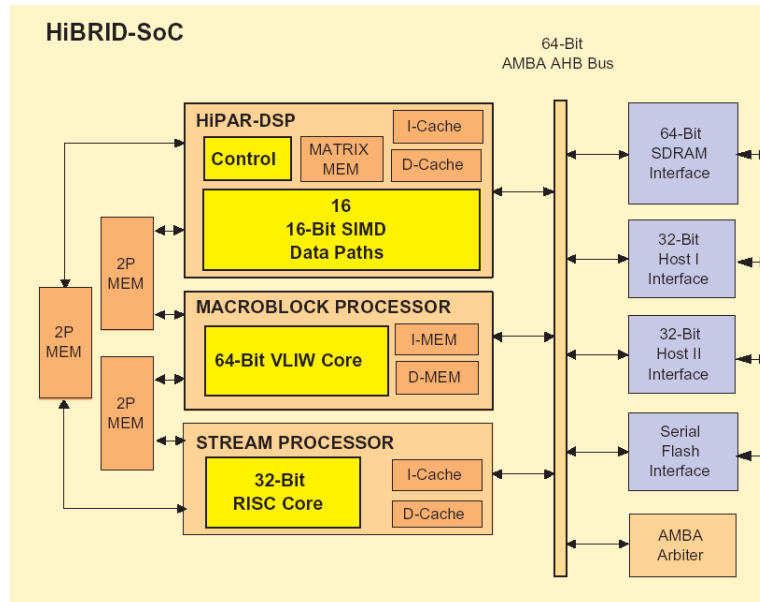 HiBRID-SoC
64-Bit
AMBA AHB Bus
HiPAR-DSP
I-Cache
Control
MATRIX
MEM
D-Cache
16
16-Bit SIMD
Data Paths
2P
MEM
2P
MEM
2P
MEM
MACROBLOCK PROCESSOR
64-Bit VLIW Core
I-MEM
D-MEM
STREAM PROCESSOR
32-Bit
RISC Core
I-Cache
D-Cache
64-Bit
SDRAM
Interface
32-Bit
Host I
Interface
32-Bit
Host II
Interface
Serial
Flash
Interface
AMBA
Arbiter